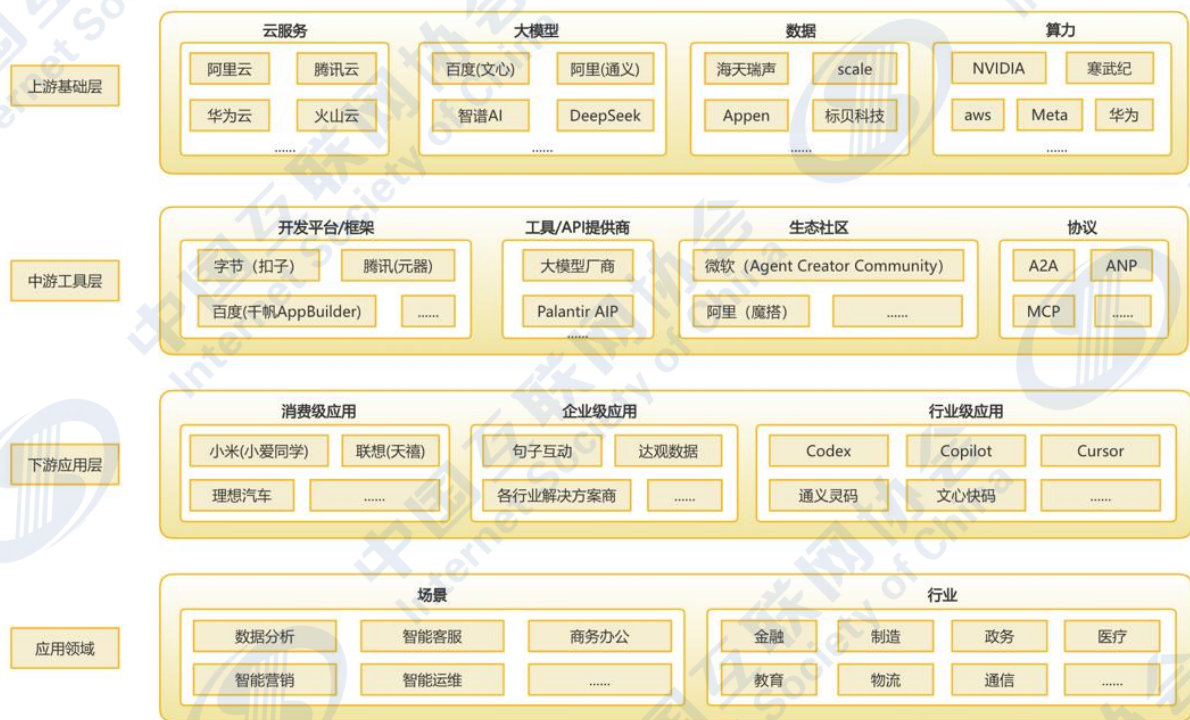 云服务 大模型 数据 算力
上游基础层
阿里云 腾讯云 百度(文心) 阿里(通义) 海天瑞声 scale NVIDIA 寒武纪
华为云 火山云 智谱AI DeepSeek Appen 标贝科技 aws Meta 华为
...... ...... ...... ......
开发平台/框架 工具/API提供商 生态社区 协议
中游工具层
字节（扣子） 腾讯(元器) 大模型厂商 微软（Agent Creator Community） A2A ANP
百度(千帆AppBuilder) ...... Palantir AIP 阿里（魔搭） ...... MCP ......
......
消费级应用 企业级应用 行业级应用
下游应用层
小米(小爱同学) 联想(天禧) 句子互动 达观数据 Codex Copilot Cursor
理想汽车 ...... 各行业解决方案商 ...... 通义灵码 文心快码 ......
场景 行业
应用领域
数据分析 智能客服 商务办公 金融 制造 政务 医疗
智能营销 智能运维 ...... 教育 物流 通信 ......
中国互联网协会
Internet Society of China